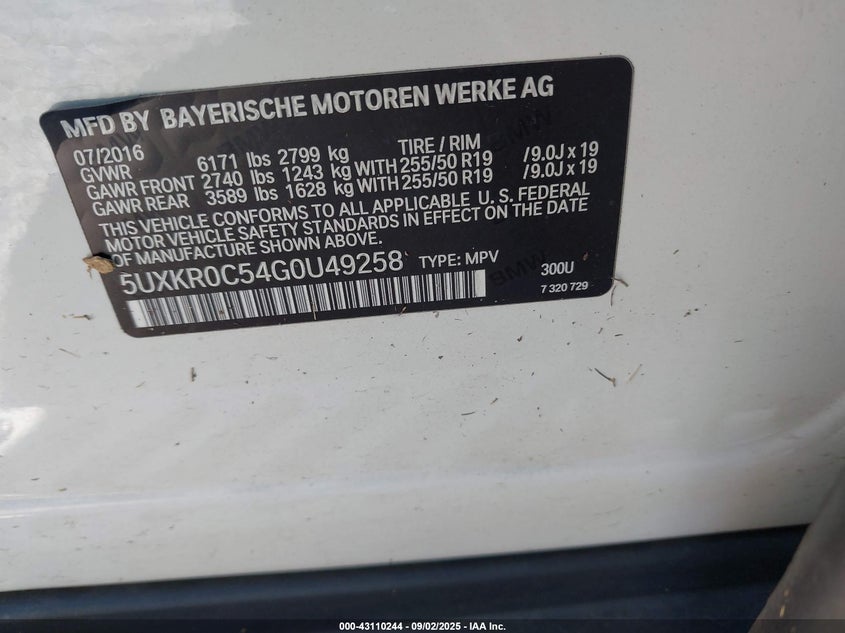 MFD BY BAYERISCHE MOTOREN WERKE AG
07/2016 TIRE / RIM
GVWR 6171 lbs 2799 kg
GAWR FRONT 2740 lbs 1243 kg WITH 255/50 R19 /9.0J x 19
GAWR REAR 3589 lbs 1628 kg WITH 255/50 R19 /9.0J x 19
THIS VEHICLE CONFORMS TO ALL APPLICABLE U.S. FEDERAL
MOTOR VEHICLE SAFETY STANDARDS IN EFFECT ON THE DATE
OF MANUFACTURE SHOWN ABOVE.
5UXKR0C54G0U49258 TYPE: MPV 300U
7 320 729
000-43110244 - 09/02/2025 - IAA Inc.